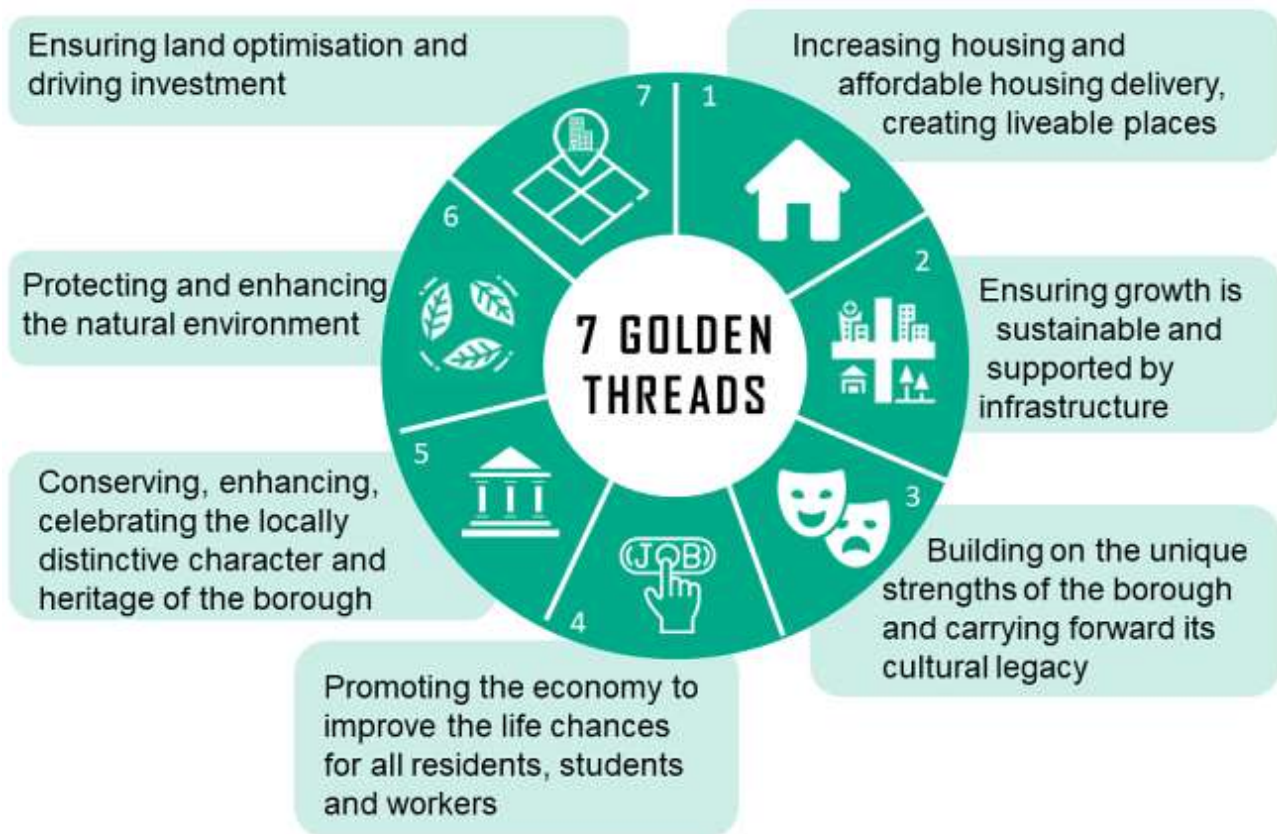 7 GOLDEN
THREADS
1
Increasing housing and
affordable housing delivery,
creating liveable places
2
Ensuring growth is
sustainable and
supported by
infrastructure
3
Building on the unique
strengths of the borough
and carrying forward its
cultural legacy
4
JOB
Promoting the economy to
improve the life chances
for all residents, students
and workers
5
Conserving, enhancing,
celebrating the locally
distinctive character and
heritage of the borough
6
Protecting and enhancing
the natural environment
7
Ensuring land optimisation and
driving investment